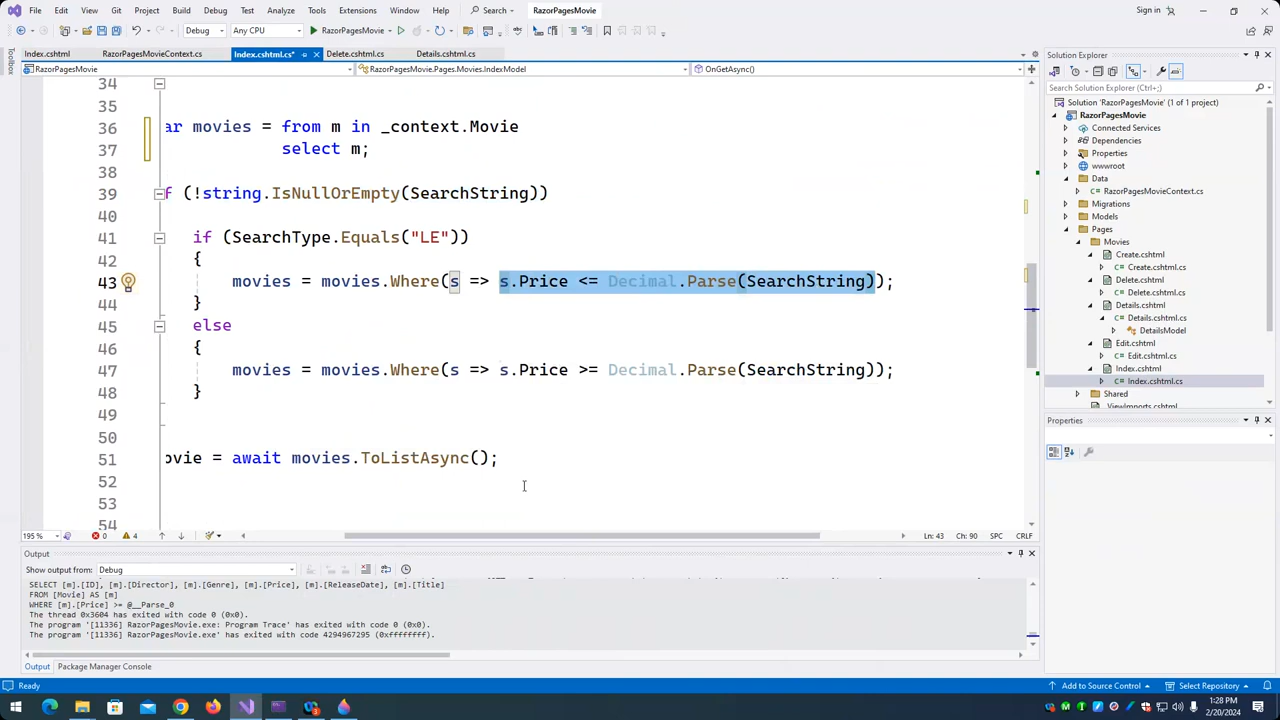 File Edit View Git Project Build Debug Test Analyze Tools Extensions Window Help Search RazorPagesMovie Sign in
Debug Any CPU RazorPagesMovie
Toolbox
Index.cshtml RazorPagesMovieContext.cs Index.cshtml.cs* Delete.cshtml.cs Details.cshtml.cs
RazorPagesMovie RazorPagesMovie.Pages.Movies.IndexModel OnGetAsync()
34
35
36 ar movies = from m in _context.Movie
37 select m;
38
39 f (!string.IsNullOrEmpty(SearchString))
40
41 if (SearchType.Equals("LE"))
42 {
43 movies = movies.Where(s => s.Price <= Decimal.Parse(SearchString));
44 }
45 else
46 {
47 movies = movies.Where(s => s.Price >= Decimal.Parse(SearchString));
48 }
49
50
51 ovie = await movies.ToListAsync();
52
53
54
195 % 0 4 Ln: 43 Ch: 90 SPC CRLF
Output
Show output from: Debug
SELECT [m].[ID], [m].[Director], [m].[Genre], [m].[Price], [m].[ReleaseDate], [m].[Title]
FROM [Movie] AS [m]
WHERE [m].[Price] >= @__Parse_0
The thread 0x3604 has exited with code 0 (0x0).
The program '[11336] RazorPagesMovie.exe: Program Trace' has exited with code 0 (0x0).
The program '[11336] RazorPagesMovie.exe' has exited with code 4294967295 (0xffffffff).
Output Package Manager Console
Solution Explorer
Search Solution Explorer (Ctrl+;)
Solution 'RazorPagesMovie' (1 of 1 project)
RazorPagesMovie
Connected Services
Dependencies
Properties
wwwroot
Data
RazorPagesMovieContext.cs
Migrations
Models
Pages
Movies
Create.cshtml
Create.cshtml.cs
Delete.cshtml
Delete.cshtml.cs
Details.cshtml
Details.cshtml.cs
DetailsModel
Edit.cshtml
Edit.cshtml.cs
Index.cshtml
Index.cshtml.cs
Shared
_ViewImports.cshtml
Properties
Ready Add to Source Control Select Repository
1:28 PM
2/20/2024